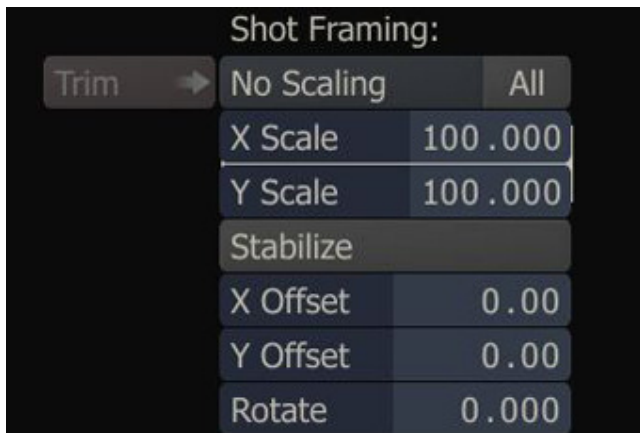 Shot Framing:
Trim No Scaling All
X Scale 100.000
Y Scale 100.000
Stabilize
X Offset 0.00
Y Offset 0.00
Rotate 0.000